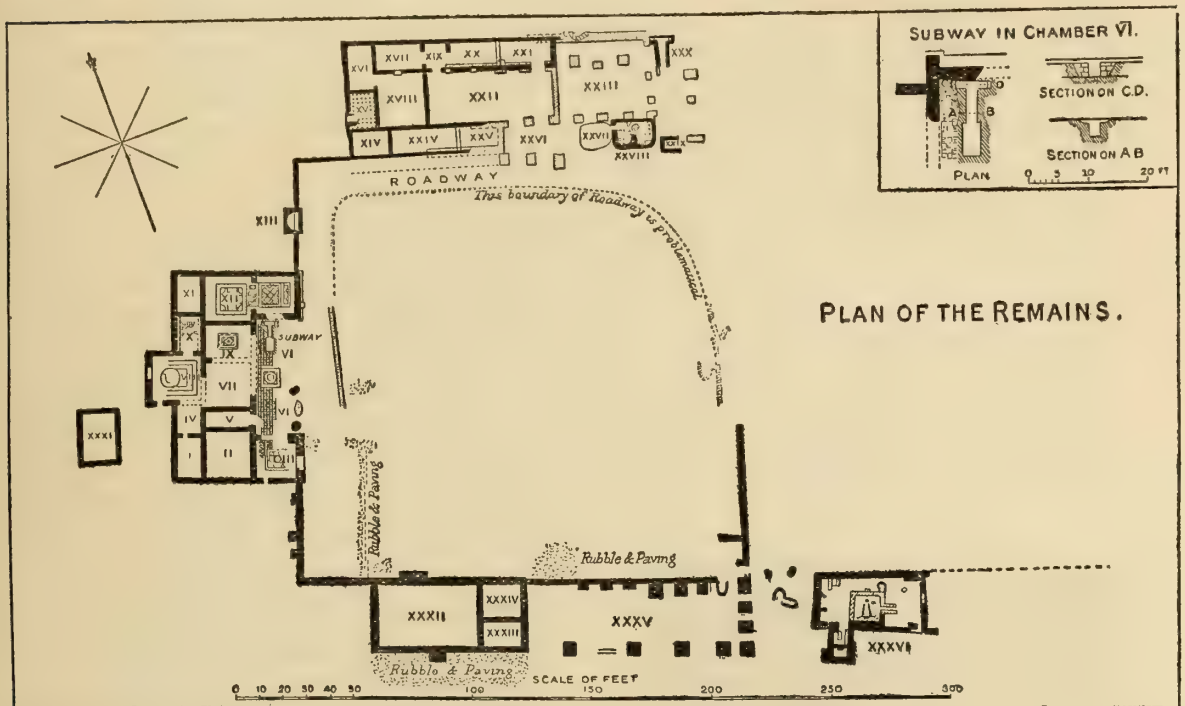 SUBWAY IN CHAMBER VI.
SECTION ON C.D.
A B
D
SECTION ON A B
PLAN
0 5 10 20 FT
XVI XVII XIX XX XXI XXX
XVIII XXII XXIII
XIV XXIV XXV XXVI XXVII
XXVIII XXIX
ROADWAY
This boundary of Roadway is problematical
XIII
PLAN OF THE REMAINS.
XI XII X
X IX SUBWAY
VI
VII
IV V VI
XXXI
I II III
Rubble & Paving
Rubble & Paving
XXXII XXXIV
XXXIII
XXXV
XXXVI
Rubble & Paving
SCALE OF FEET
0 10 20 30 40 50 100 150 200 250 300